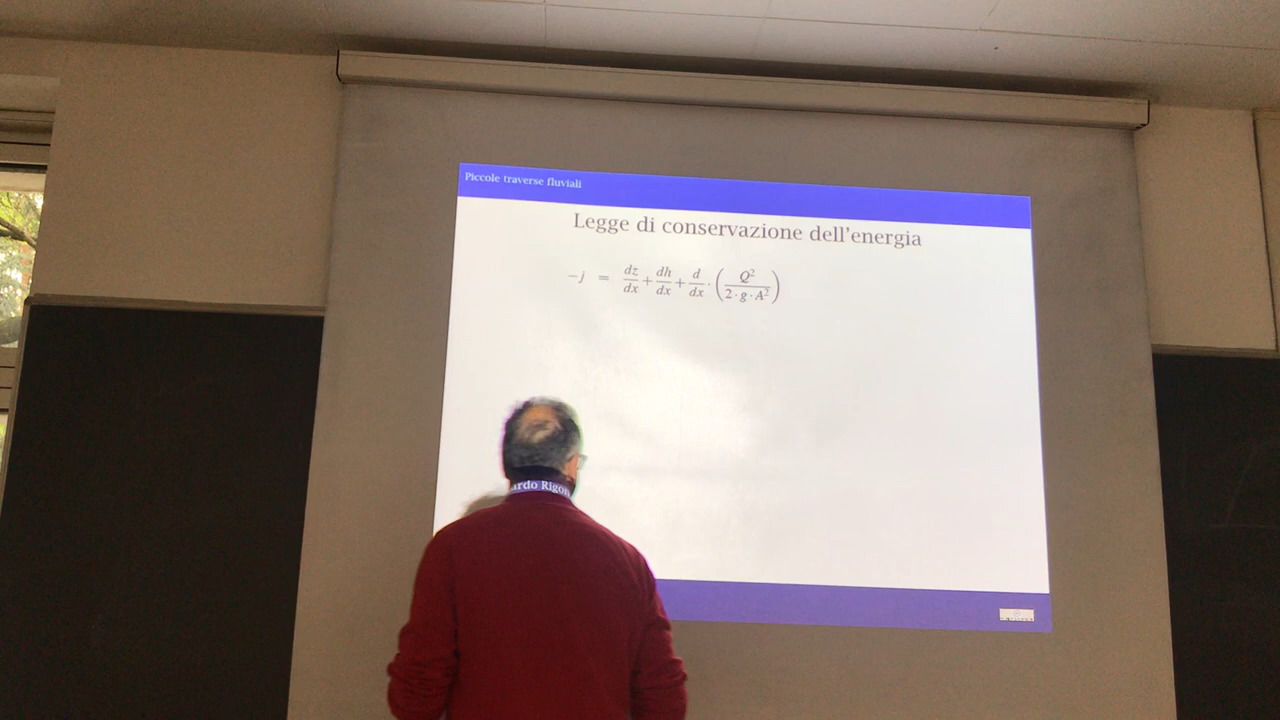 Piccole traverse fluviali
Legge di conservazione dell'energia
−j = dz/dx + dh/dx + d/dx · (Q²/(2·g·A²))
ardo Rigon